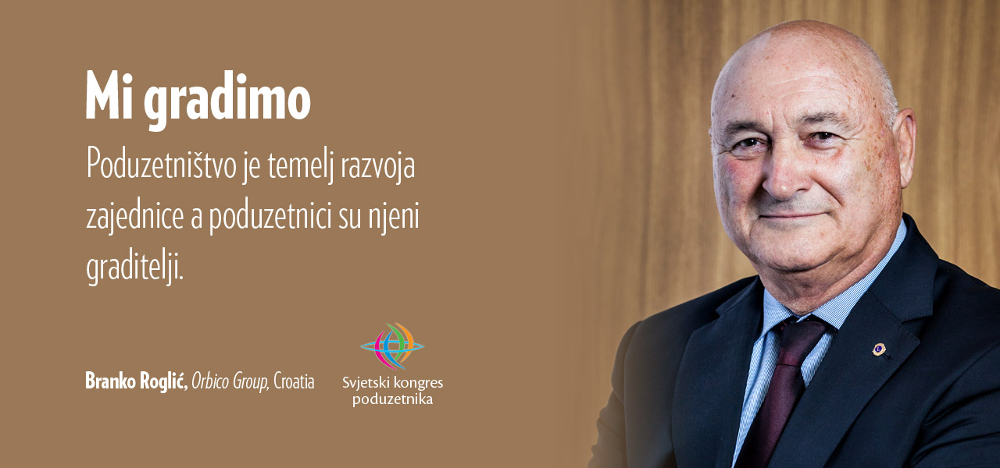 Mi gradimo
Poduzetništvo je temelj razvoja
zajednice a poduzetnici su njeni
graditelji.
Branko Roglić, Orbico Group, Croatia
Svjetski kongres
poduzetnika